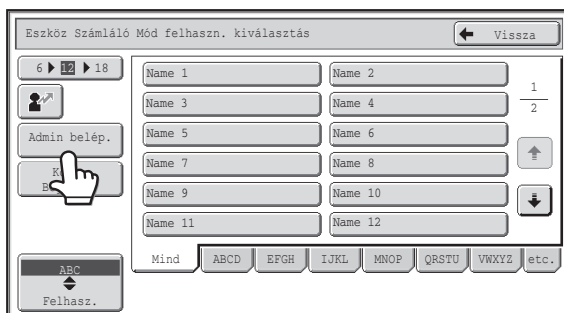 Eszköz Számláló Mód felhaszn. kiválasztás
Vissza
6 12 18
Name 1 Name 2
1
2
Name 3 Name 4
Admin belép.
Name 5 Name 6
Name 7 Name 8
Name 9 Name 10
Name 11 Name 12
Mind ABCD EFGH IJKL MNOP QRSTU VWXYZ etc.
ABC
Felhasz.